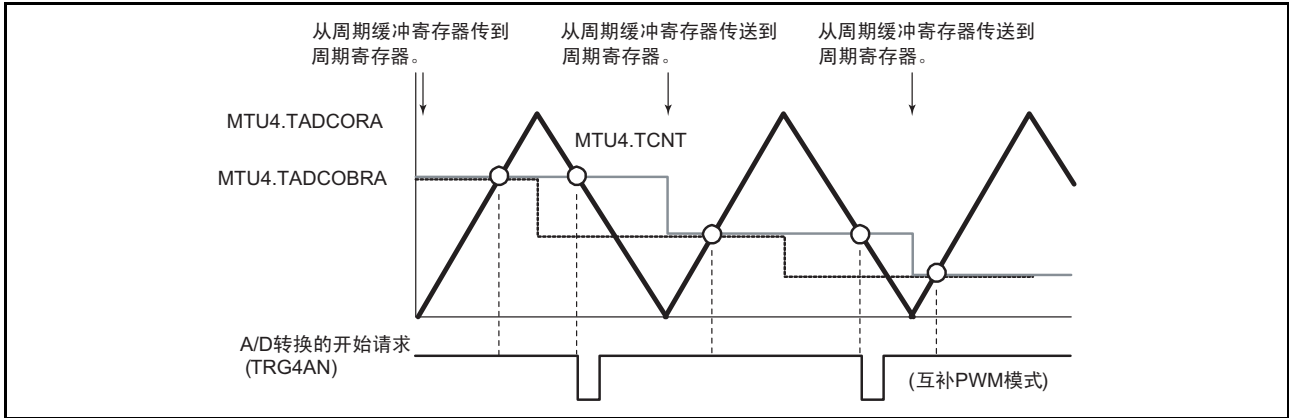 从周期缓冲寄存器传到
周期寄存器。
从周期缓冲寄存器传送到
周期寄存器。
从周期缓冲寄存器传送到
周期寄存器。
MTU4.TADCORA
MTU4.TCNT
MTU4.TADCOBRA
A/D转换的开始请求
(TRG4AN)
(互补PWM模式)